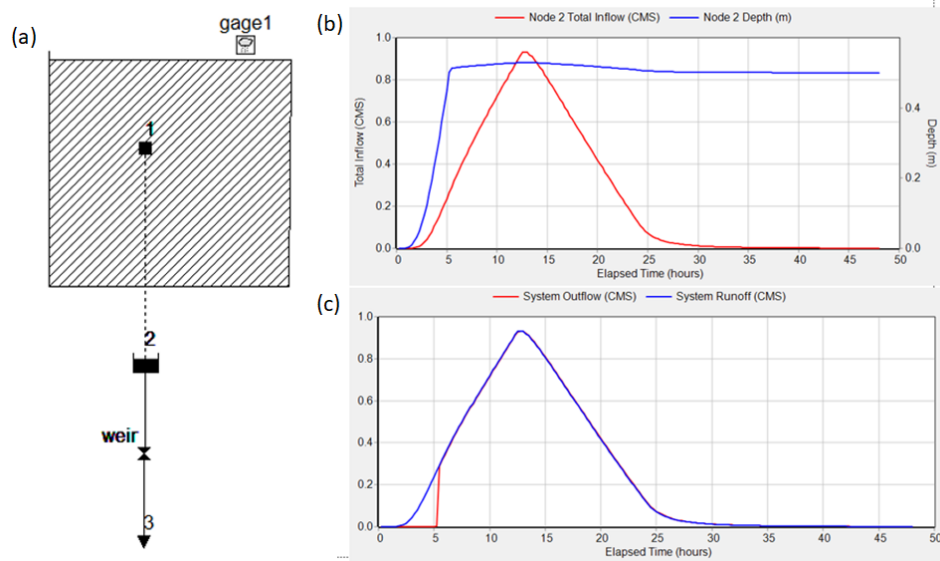 (a)
gage1
1
2
weir
3
(b)
Node 2 Total Inflow (CMS) Node 2 Depth (m)
Total Inflow (CMS)
1.0
0.8
0.6
0.4
0.2
0.0
Depth (m)
0.4
0.2
0.0
0 5 10 15 20 25 30 35 40 45 50
Elapsed Time (hours)
(c)
System Outflow (CMS) System Runoff (CMS)
1.0
0.8
0.6
0.4
0.2
0.0
0 5 10 15 20 25 30 35 40 45 50
Elapsed Time (hours)